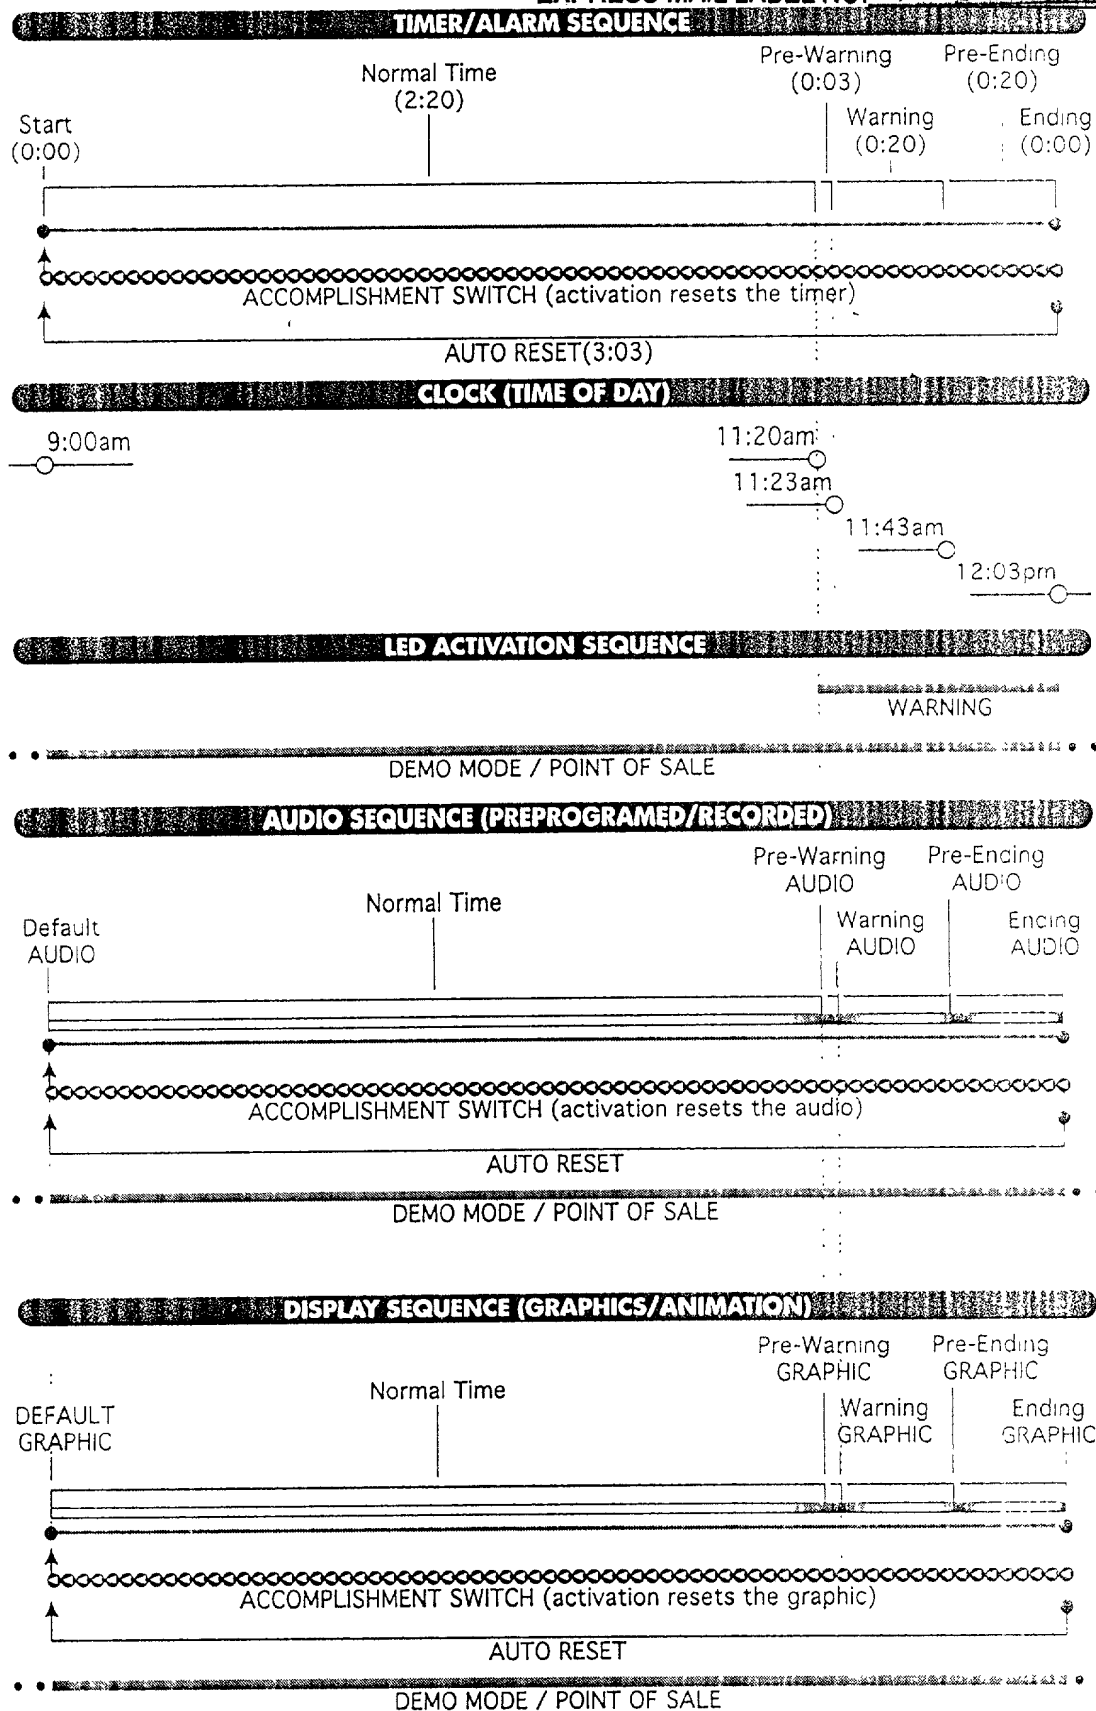 TIMER/ALARM SEQUENCE
Pre-Warning
(0:03)
Pre-Ending
(0:20)
Normal Time
(2:20)
Warning
(0:20)
Ending
(0:00)
Start
(0:00)
ACCOMPLISHMENT SWITCH (activation resets the timer)
AUTO RESET(3:03)
CLOCK (TIME OF DAY)
9:00am
11:20am
11:23am
11:43am
12:03pm
LED ACTIVATION SEQUENCE
WARNING
DEMO MODE / POINT OF SALE
AUDIO SEQUENCE (PREPROGRAMED/RECORDED)
Pre-Warning
AUDIO
Pre-Ending
AUDIO
Normal Time
Warning
AUDIO
Ending
AUDIO
Default
AUDIO
ACCOMPLISHMENT SWITCH (activation resets the audio)
AUTO RESET
DEMO MODE / POINT OF SALE
DISPLAY SEQUENCE (GRAPHICS/ANIMATION)
Pre-Warning
GRAPHIC
Pre-Ending
GRAPHIC
Normal Time
Warning
GRAPHIC
Ending
GRAPHIC
DEFAULT
GRAPHIC
ACCOMPLISHMENT SWITCH (activation resets the graphic)
AUTO RESET
DEMO MODE / POINT OF SALE